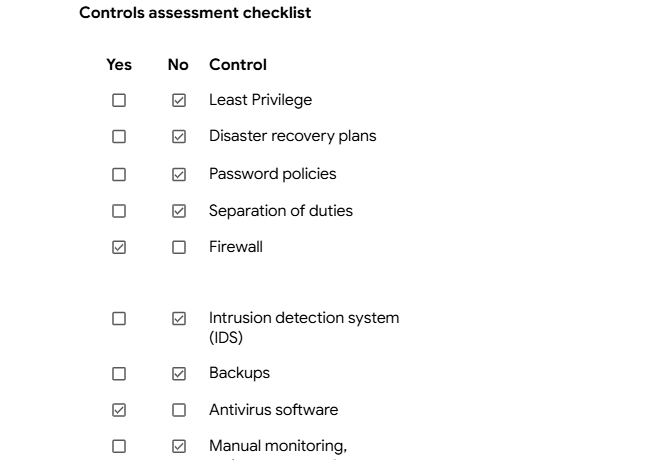 Controls assessment checklist
Yes No Control
Least Privilege
Disaster recovery plans
Password policies
Separation of duties
Firewall
Intrusion detection system
(IDS)
Backups
Antivirus software
Manual monitoring,